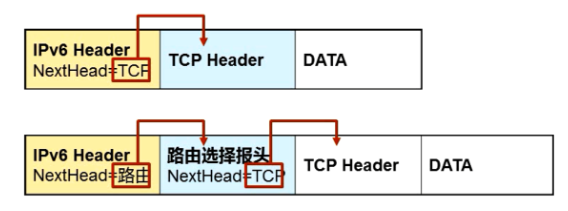 IPv6 Header
NextHead=TCP
TCP Header
DATA
IPv6 Header
NextHead=路由
路由选择报头
NextHead=TCP
TCP Header
DATA